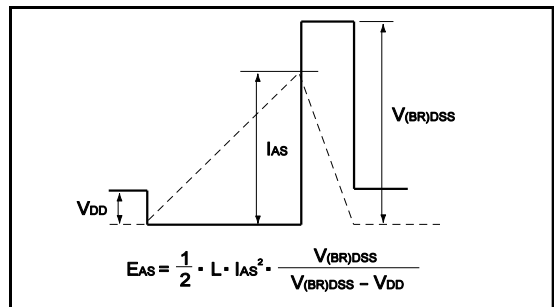 V(BR)DSS
IAS
VDD
EAS = 1/2 · L · IAS² · V(BR)DSS / (V(BR)DSS – VDD)